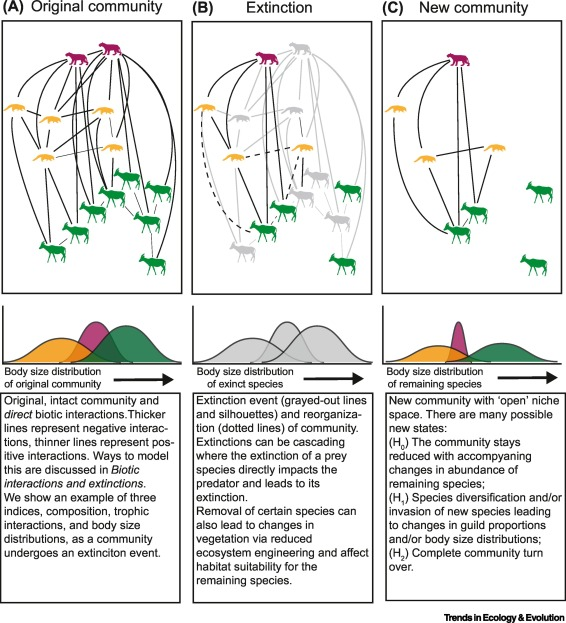 (A) Original community
(B) Extinction
(C) New community
Body size distribution
of original community
Body size distribution
of exinct species
Body size distribution
of remaining species
Original, intact community and
direct biotic interactions.Thicker
lines represent negative interac-
tions, thinner lines represent pos-
itive interactions. Ways to model
this are discussed in Biotic
interactions and extinctions.
We show an example of three
indices, composition, trophic
interactions, and body size
distributions, as a community
undergoes an extinciton event.
Extinction event (grayed-out lines
and silhouettes) and reorganiza-
tion (dotted lines) of community.
Extinctions can be cascading
where the extinction of a prey
species directly impacts the
predator and leads to its
extinction.
Removal of certain species can
also lead to changes in
vegetation via reduced
ecosystem engineering and affect
habitat suitability for the
remaining species.
New community with ‘open’ niche
space. There are many possible
new states:
(H0) The community stays
reduced with accompyaning
changes in abundance of
remaining species;
(H1) Species diversification and/or
invasion of new species leading
to changes in guild proportions
and/or body size distributions;
(H2) Complete community turn
over.
Trends in Ecology & Evolution